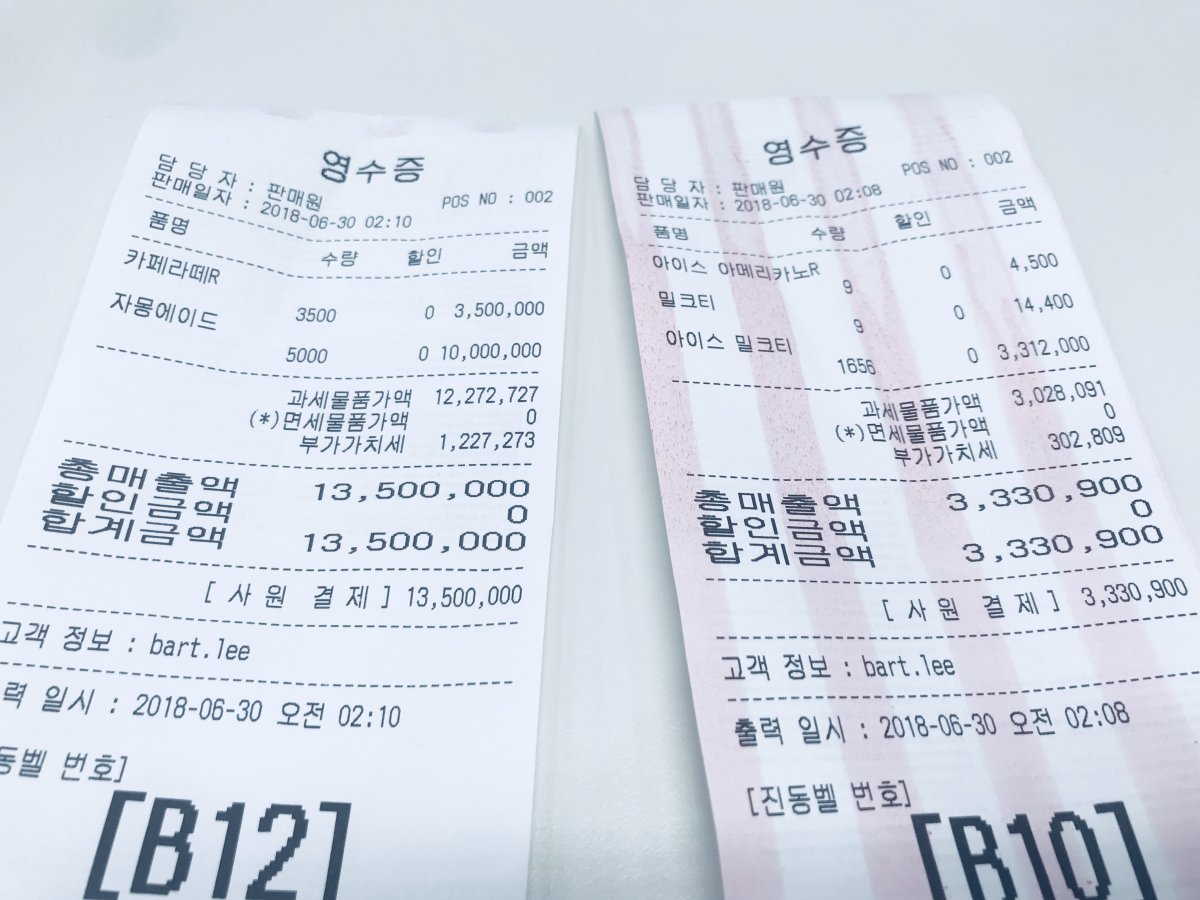 영수증
담 당 자 : 판매원 POS NO : 002
판매일자 : 2018-06-30 02:10
품명 수량 할인 금액
카페라떼R
3500 0 3,500,000
자몽에이드
5000 0 10,000,000
과세물품가액 12,272,727
(*)면세물품가액 0
부가가치세 1,227,273
총매출액 13,500,000
할인금액 0
합계금액 13,500,000
[ 사 원 결 제 ] 13,500,000
고객 정보 : bart.lee
력 일시 : 2018-06-30 오전 02:10
동벨 번호]
[B12]
영수증
담 당 자 : 판매원 POS NO : 002
판매일자 : 2018-06-30 02:08
품명 수량 할인 금액
아이스 아메리카노R
9 0 4,500
밀크티
9 0 14,400
아이스 밀크티
1656 0 3,312,000
과세물품가액 3,028,091
(*)면세물품가액 0
부가가치세 302,809
총매출액 3,330,900
할인금액 0
합계금액 3,330,900
[ 사 원 결 제 ] 3,330,900
고객 정보 : bart.lee
출력 일시 : 2018-06-30 오전 02:08
[진동벨 번호]
[B10]